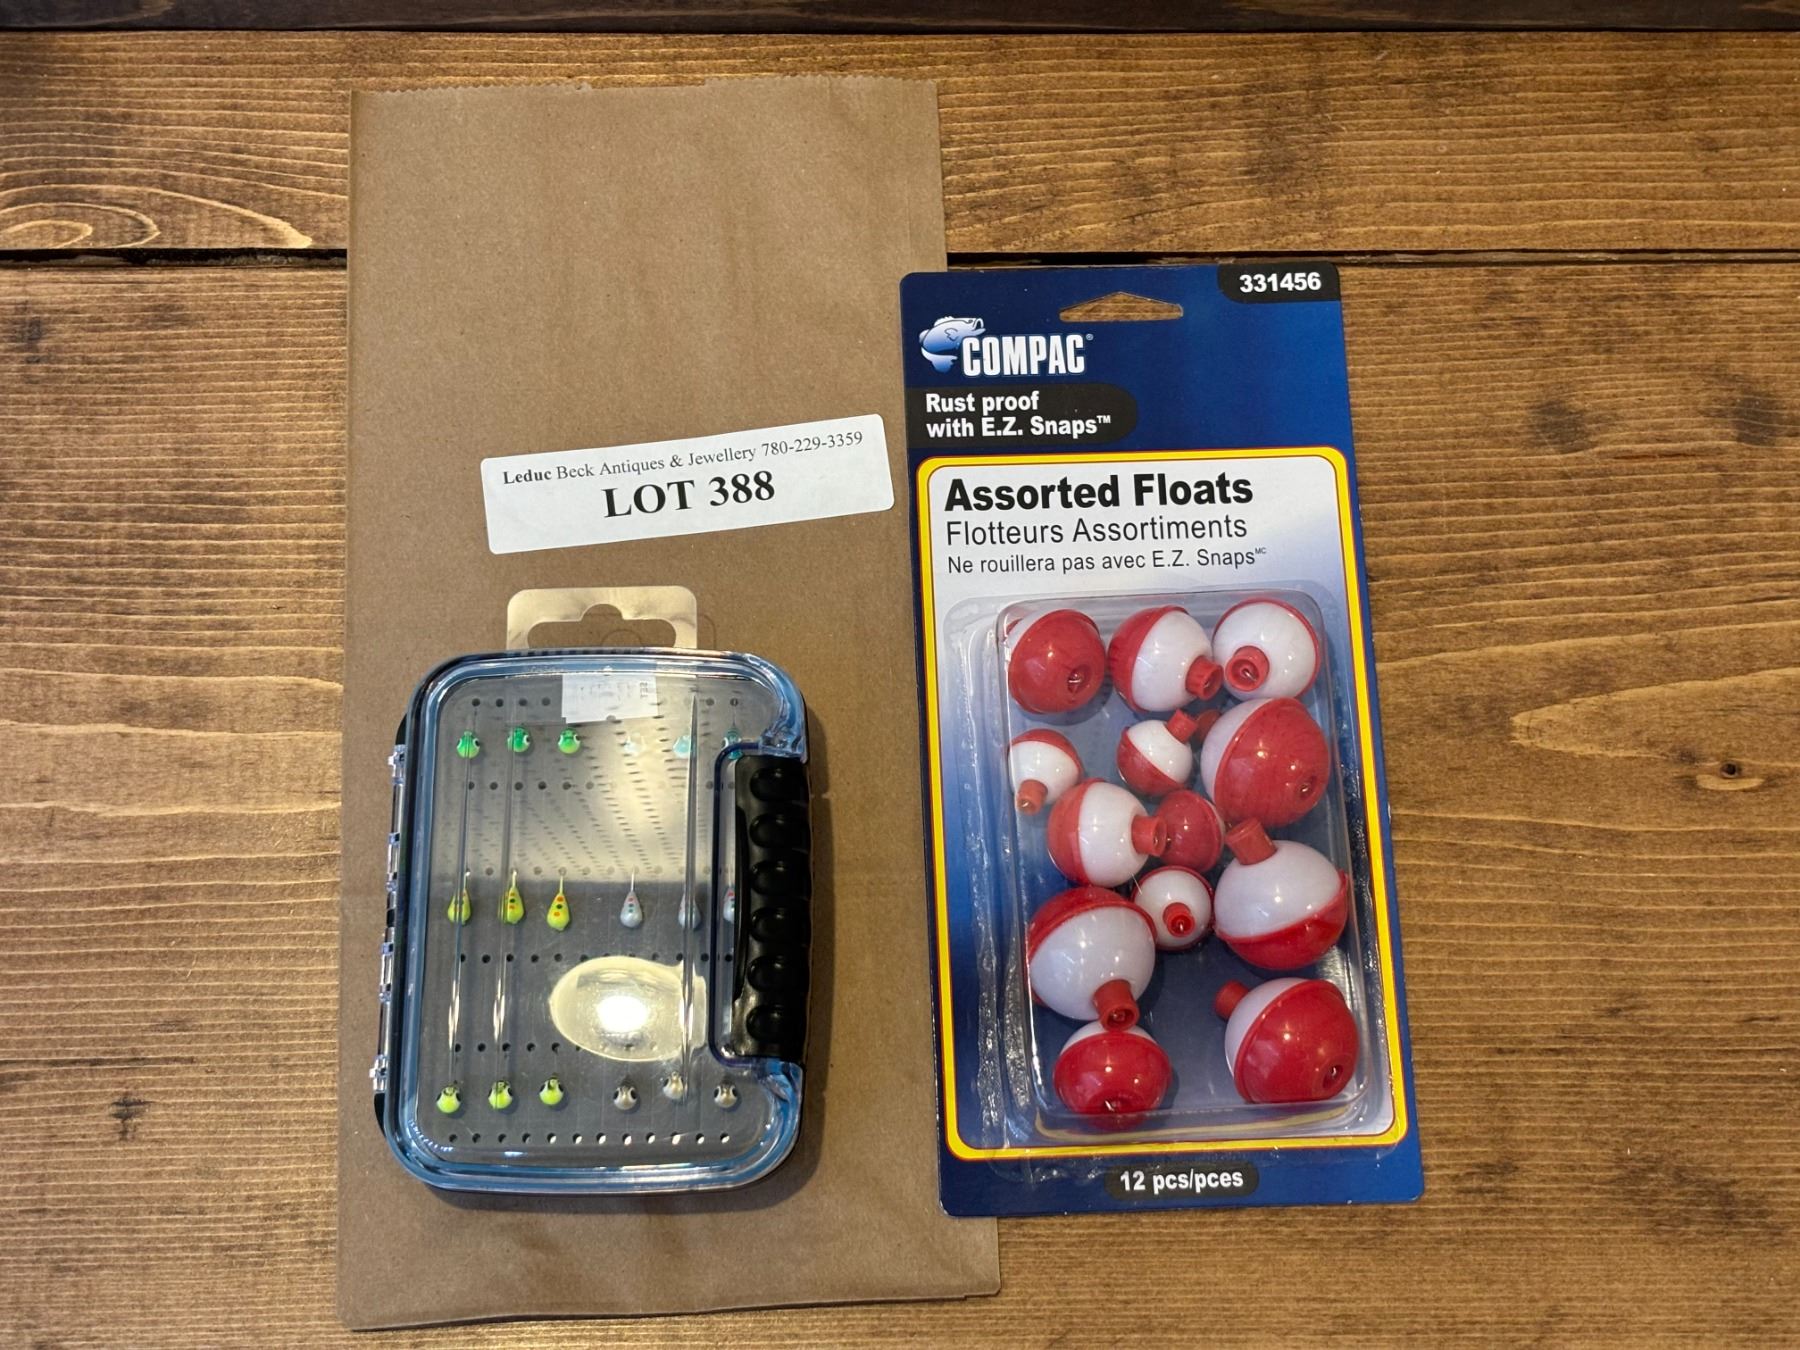 Leduc Beck Antiques & Jewellery 780-229-3359
LOT 388
331456
COMPAC®
Rust proof
with E.Z. Snaps™
Assorted Floats
Flotteurs Assortiments
Ne rouillera pas avec E.Z. Snaps MC
12 pcs/pces